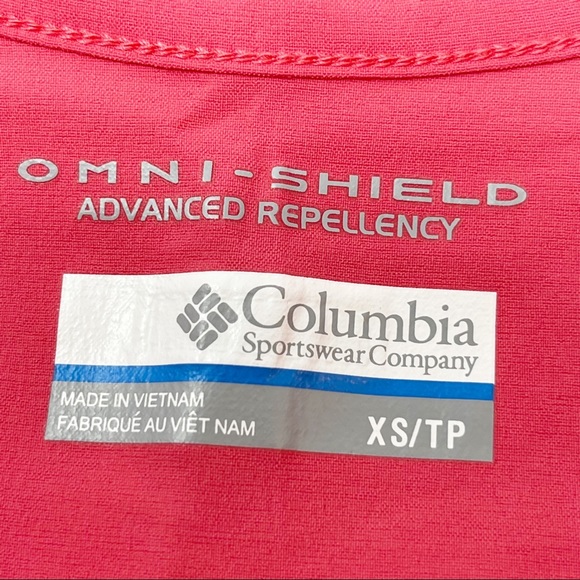 OMNI-SHIELD
ADVANCED REPELLENCY
Columbia
Sportswear Company
MADE IN VIETNAM
FABRIQUÉ AU VIÊT NAM
XS/TP